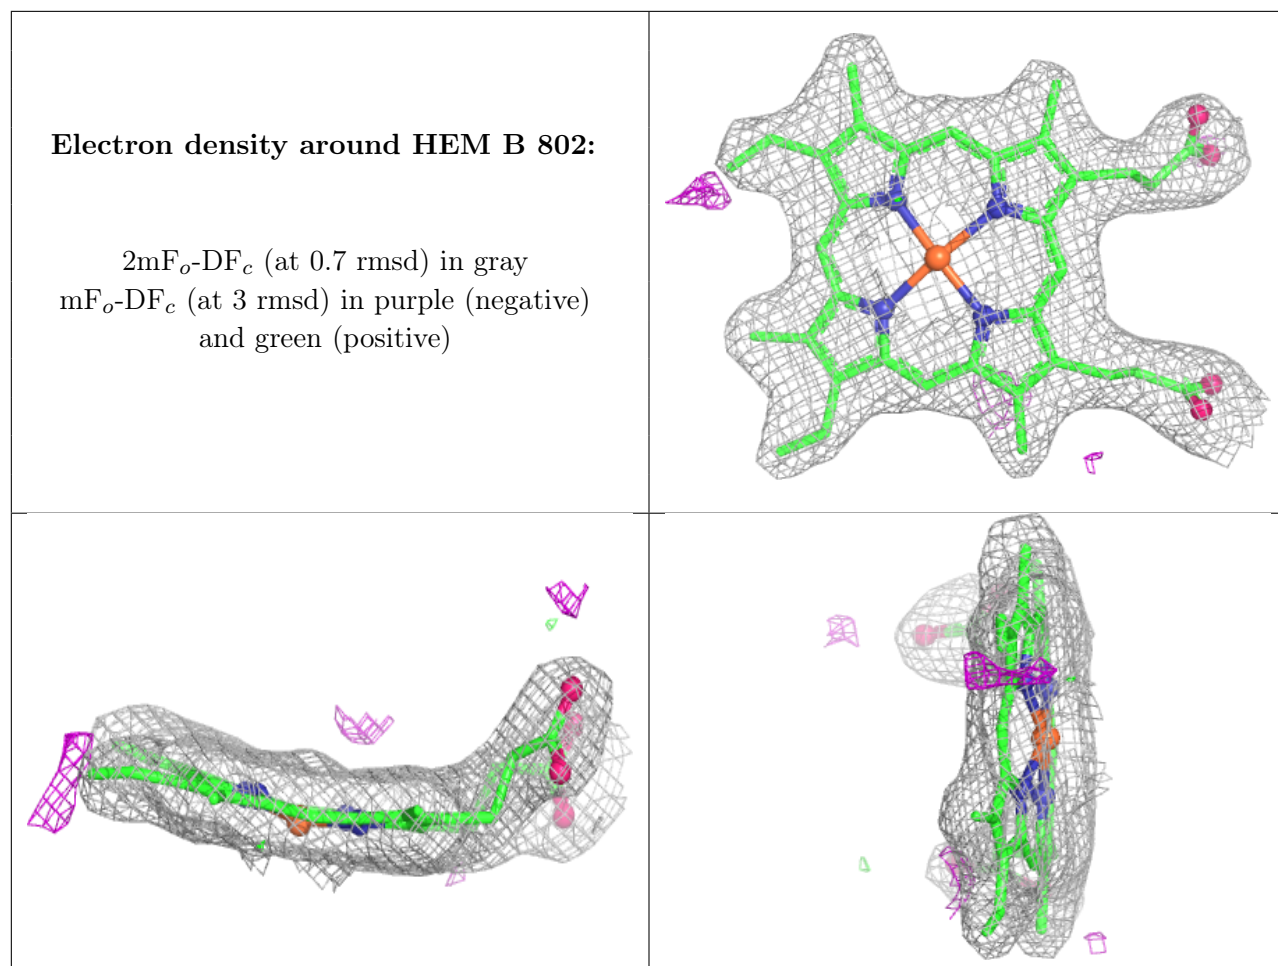 Electron density around HEM B 802:
2mFo-DFc (at 0.7 rmsd) in gray
mFo-DFc (at 3 rmsd) in purple (negative)
and green (positive)